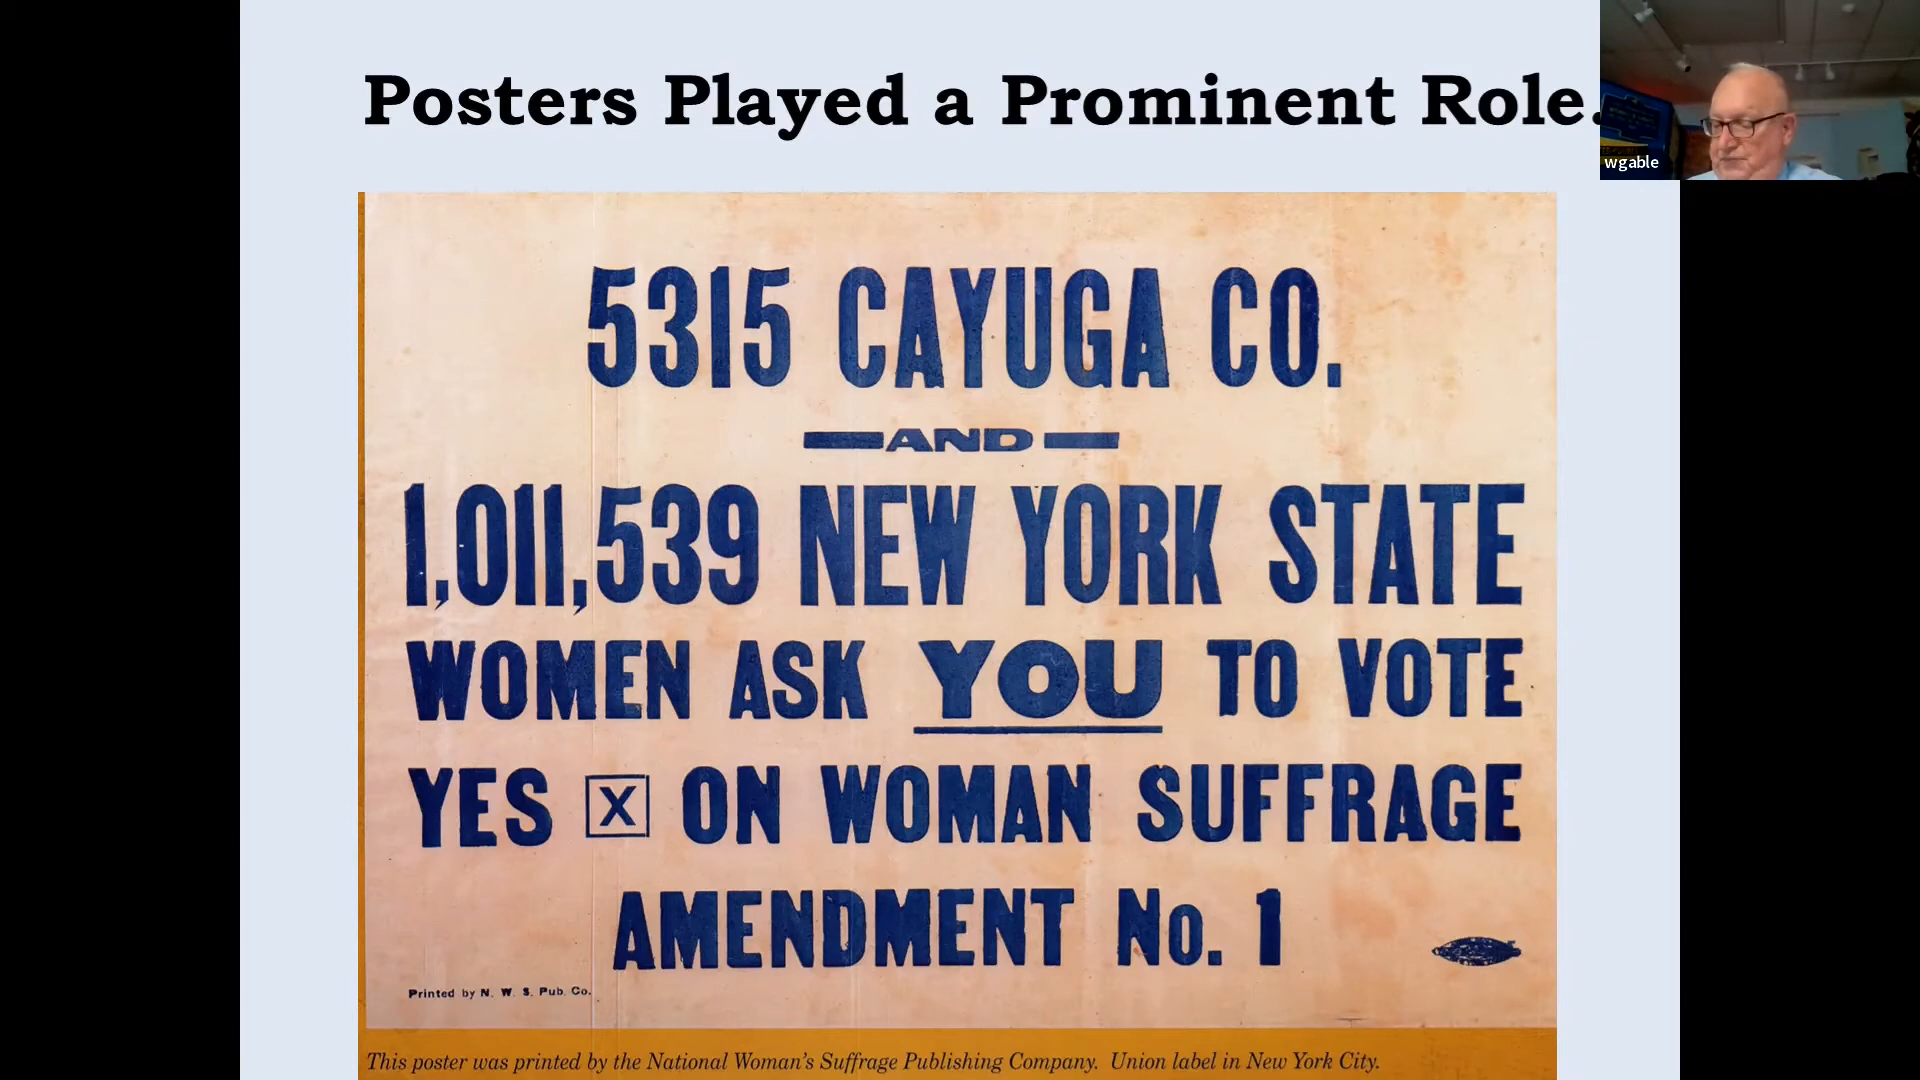 Posters Played a Prominent Role.
wgable
5315 CAYUGA CO.
AND
1,011,539 NEW YORK STATE
WOMEN ASK YOU TO VOTE
YES X ON WOMAN SUFFRAGE
AMENDMENT No. 1
Printed by N. W. S. Pub. Co.
This poster was printed by the National Woman's Suffrage Publishing Company. Union label in New York City.